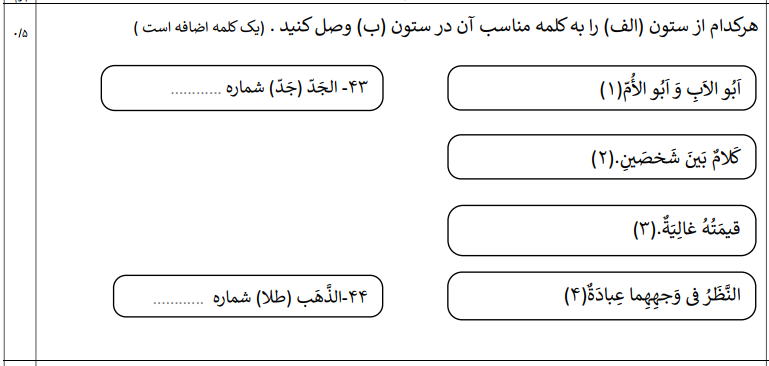 هرکدام از ستون (الف) را به کلمه مناسب آن در ستون (ب) وصل کنید . (یک کلمه اضافه است )
۰/۵
اَبُو الاَبِ وَ اَبُو الأُمّ(۱)
۴۳- الجَدّ (جَدّ) شماره ............
کَلامٌ بَینَ شَخصَینِ.(۲)
قیمَتُهُ غالِیَةٌ.(۳)
النَّظَرُ فی وَجهِهِما عِبادَةٌ(۴)
۴۴-الذَّهَب (طلا) شماره ............